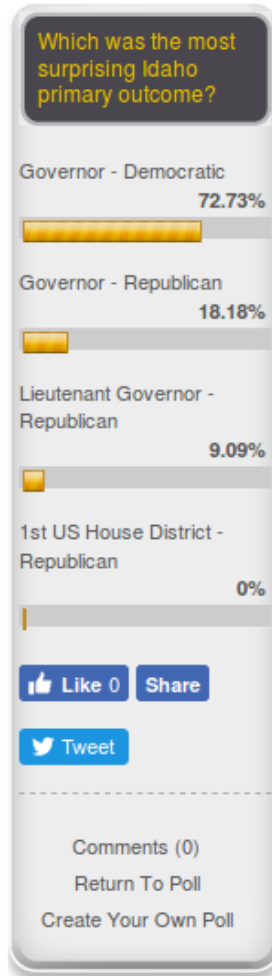 Which was the most
surprising Idaho
primary outcome?
Governor - Democratic
72.73%
Governor - Republican
18.18%
Lieutenant Governor -
Republican
9.09%
1st US House District -
Republican
0%
Like 0 Share
Tweet
Comments (0)
Return To Poll
Create Your Own Poll